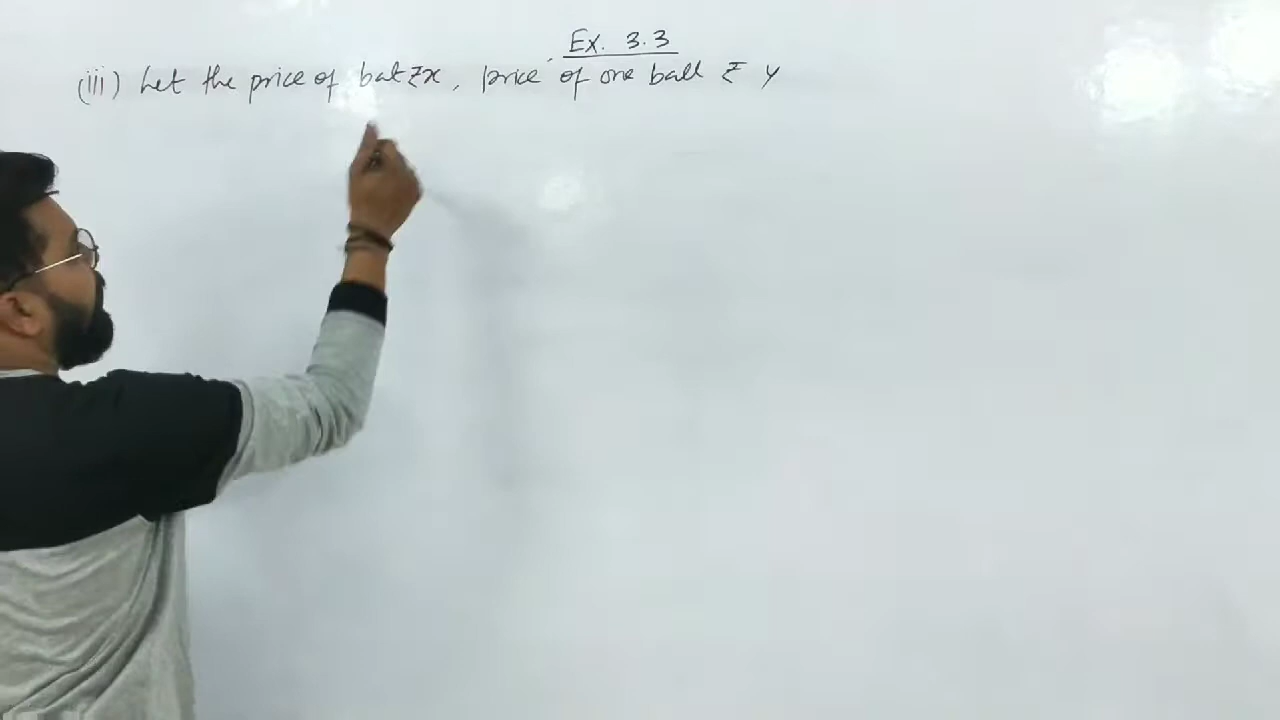 Ex. 3.3
(iii) Let the price of bat ₹x, price of one ball ₹ y